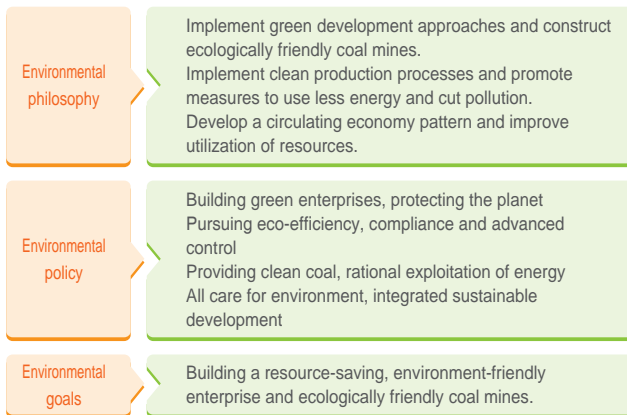 Environmental
philosophy
Implement green development approaches and construct
ecologically friendly coal mines.
Implement clean production processes and promote
measures to use less energy and cut pollution.
Develop a circulating economy pattern and improve
utilization of resources.
Environmental
policy
Building green enterprises, protecting the planet
Pursuing eco-efficiency, compliance and advanced
control
Providing clean coal, rational exploitation of energy
All care for environment, integrated sustainable
development
Environmental
goals
Building a resource-saving, environment-friendly
enterprise and ecologically friendly coal mines.